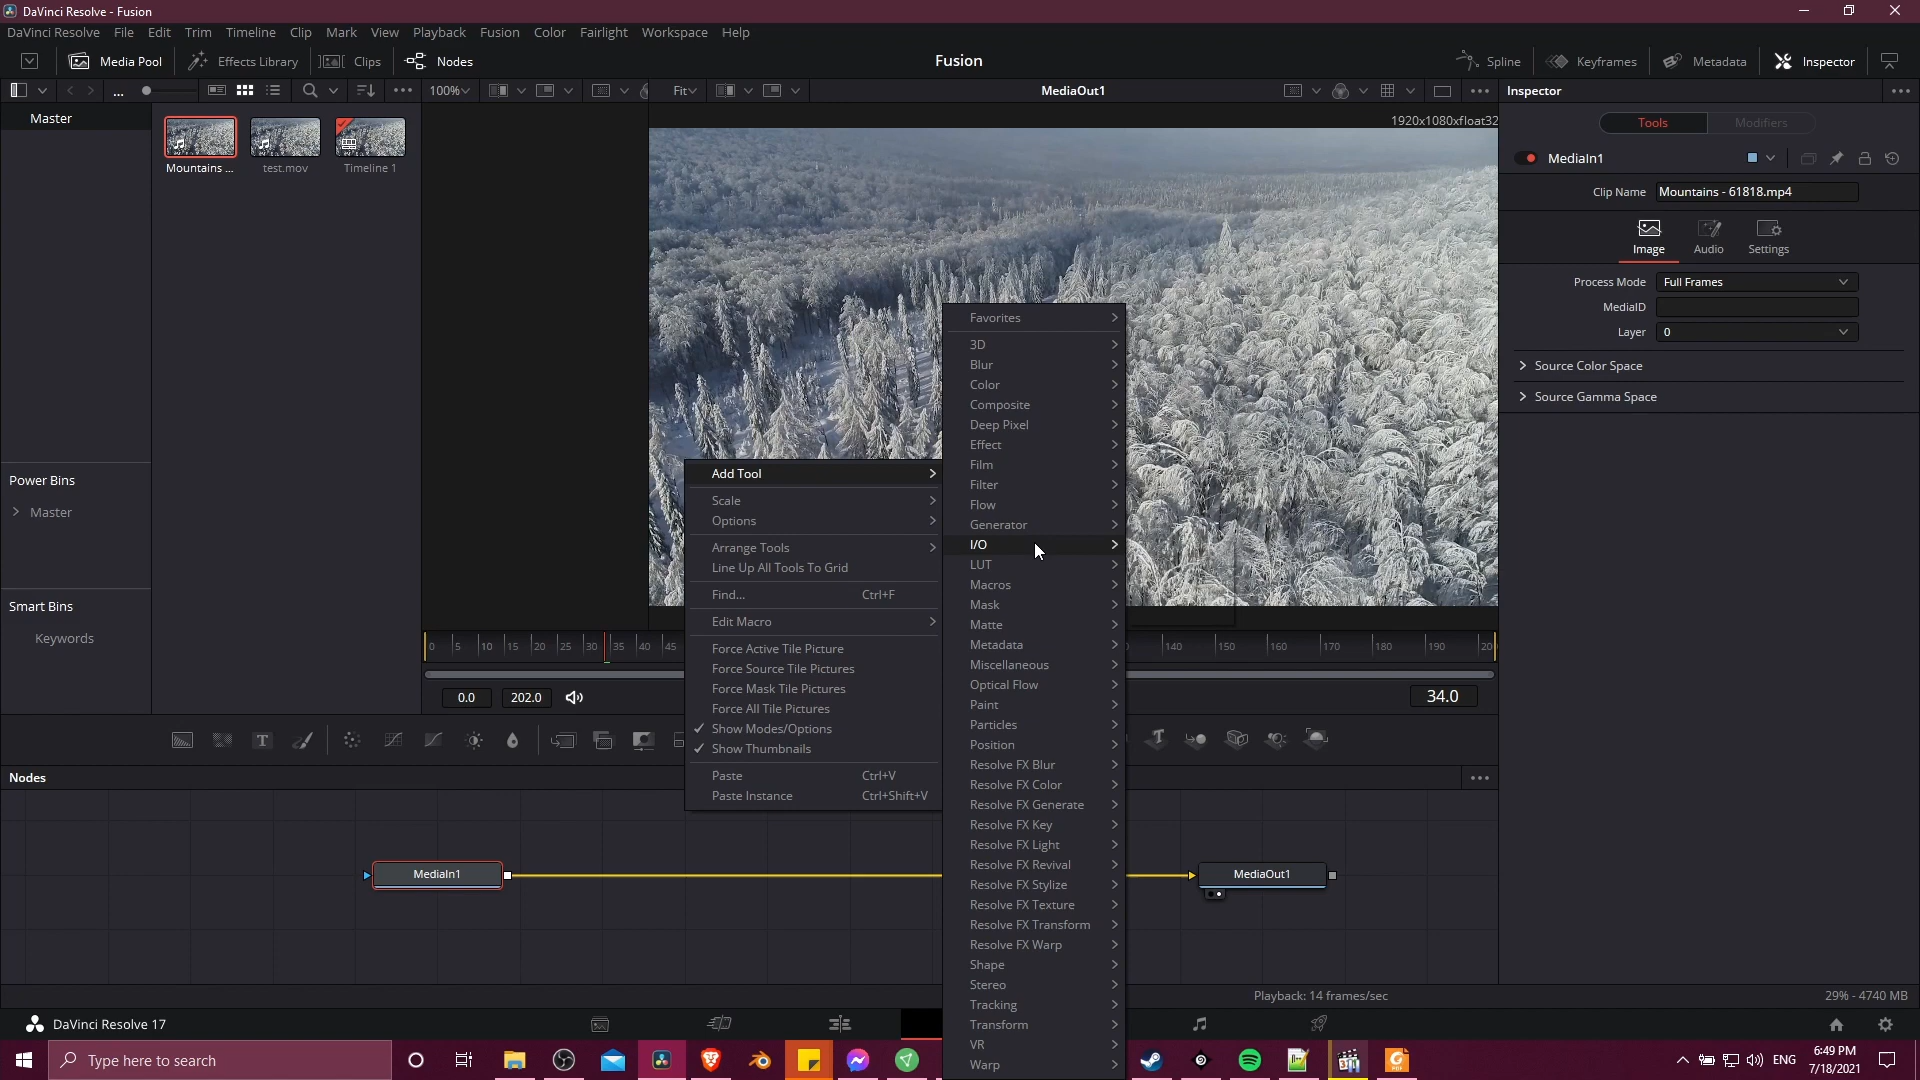 DaVinci Resolve - Fusion
DaVinci Resolve File Edit Trim Timeline Clip Mark View Playback Fusion Color Fairlight Workspace Help
Media Pool Effects Library Clips Nodes Fusion Spline Keyframes Metadata Inspector
... 100% Fit MediaOut1 Inspector
Master
1920x1080xfloat32
Tools Modifiers
MediaIn1
Mountains ... test.mov Timeline 1
Clip Name Mountains - 61818.mp4
Image Audio Settings
Process Mode Full Frames
MediaID
Layer 0
Source Color Space
Source Gamma Space
Power Bins
Master
Smart Bins
Keywords
Add Tool
Scale
Options
Arrange Tools
Line Up All Tools To Grid
Find... Ctrl+F
Edit Macro
Force Active Tile Picture
Force Source Tile Pictures
Force Mask Tile Pictures
Force All Tile Pictures
Show Modes/Options
Show Thumbnails
Paste Ctrl+V
Paste Instance Ctrl+Shift+V
Favorites
3D
Blur
Color
Composite
Deep Pixel
Effect
Film
Filter
Flow
Generator
I/O
LUT
Macros
Mask
Matte
Metadata
Miscellaneous
Optical Flow
Paint
Particles
Position
Resolve FX Blur
Resolve FX Color
Resolve FX Generate
Resolve FX Key
Resolve FX Light
Resolve FX Revival
Resolve FX Stylize
Resolve FX Texture
Resolve FX Transform
Resolve FX Warp
Shape
Stereo
Tracking
Transform
VR
Warp
0 5 10 15 20 25 30 35 40 45 140 150 160 170 180 190 20
0.0 202.0 34.0
T
Nodes
MediaIn1 MediaOut1
Playback: 14 frames/sec 29% - 4740 MB
DaVinci Resolve 17
Type here to search
ENG
6:49 PM
7/18/2021